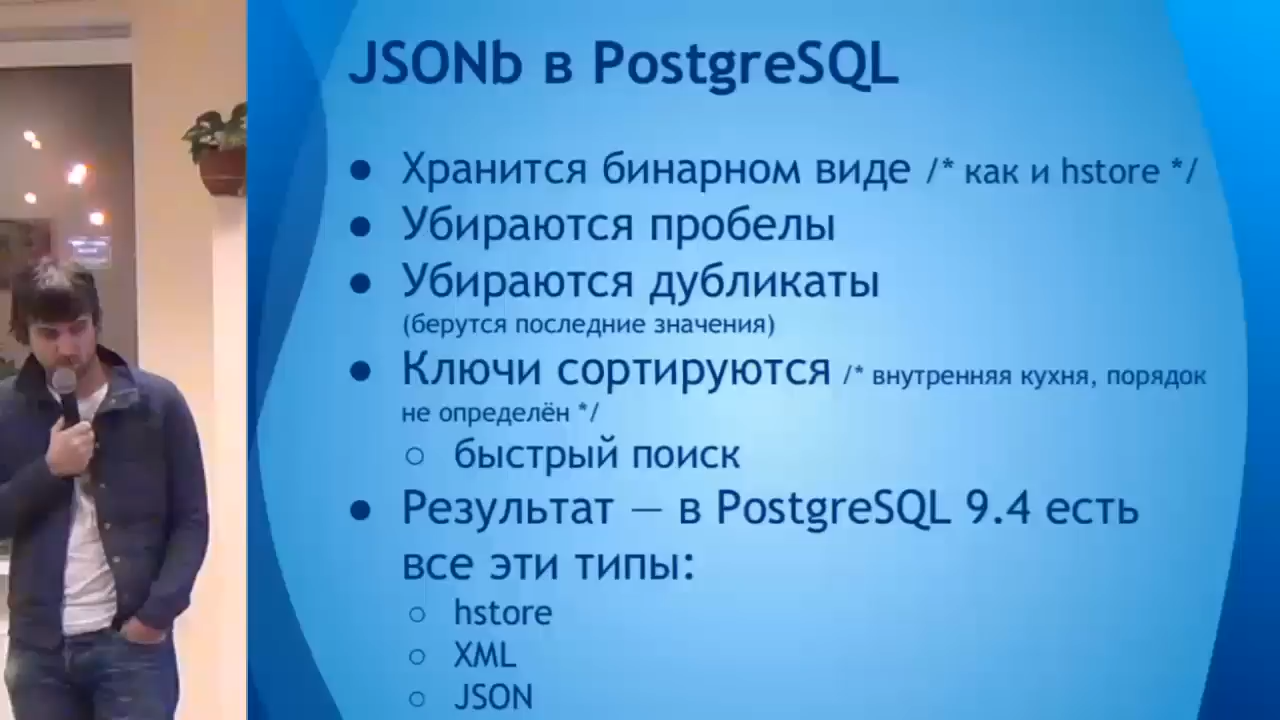 JSONb в PostgreSQL
● Хранится бинарном виде /* как и hstore */
● Убираются пробелы
● Убираются дубликаты
(берутся последние значения)
● Ключи сортируются /* внутренняя кухня, порядок
не определён */
○ быстрый поиск
● Результат — в PostgreSQL 9.4 есть
все эти типы:
○ hstore
○ XML
○ JSON